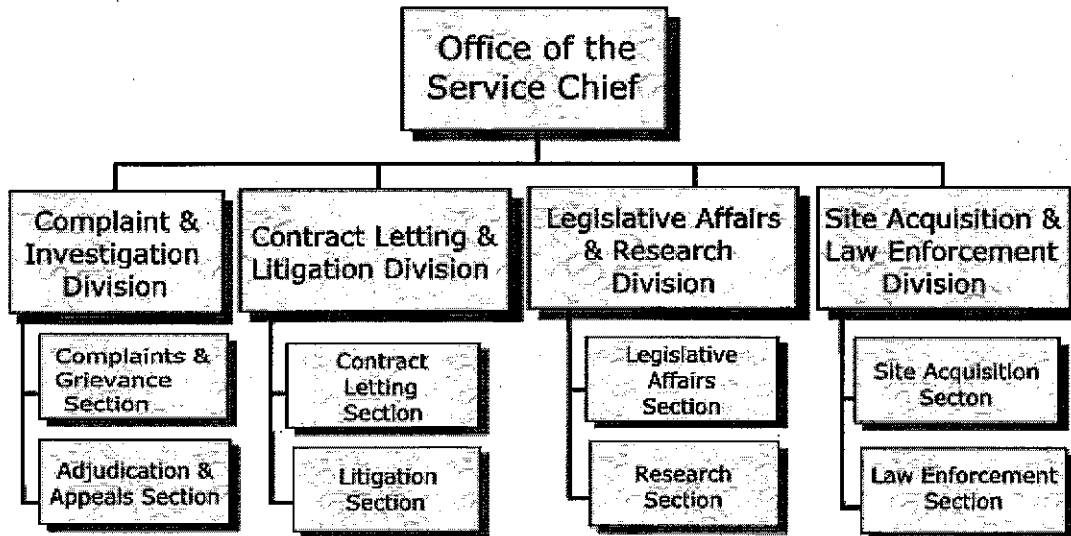 Office of the
Service Chief
Complaint &
Investigation
Division
Contract Letting &
Litigation Division
Legislative Affairs
& Research
Division
Site Acquisition &
Law Enforcement
Division
Complaints &
Grievance
Section
Contract
Letting
Section
Legislative
Affairs
Section
Site Acquisition
Secton
Adjudication &
Appeals Section
Litigation
Section
Research
Section
Law Enforcement
Section